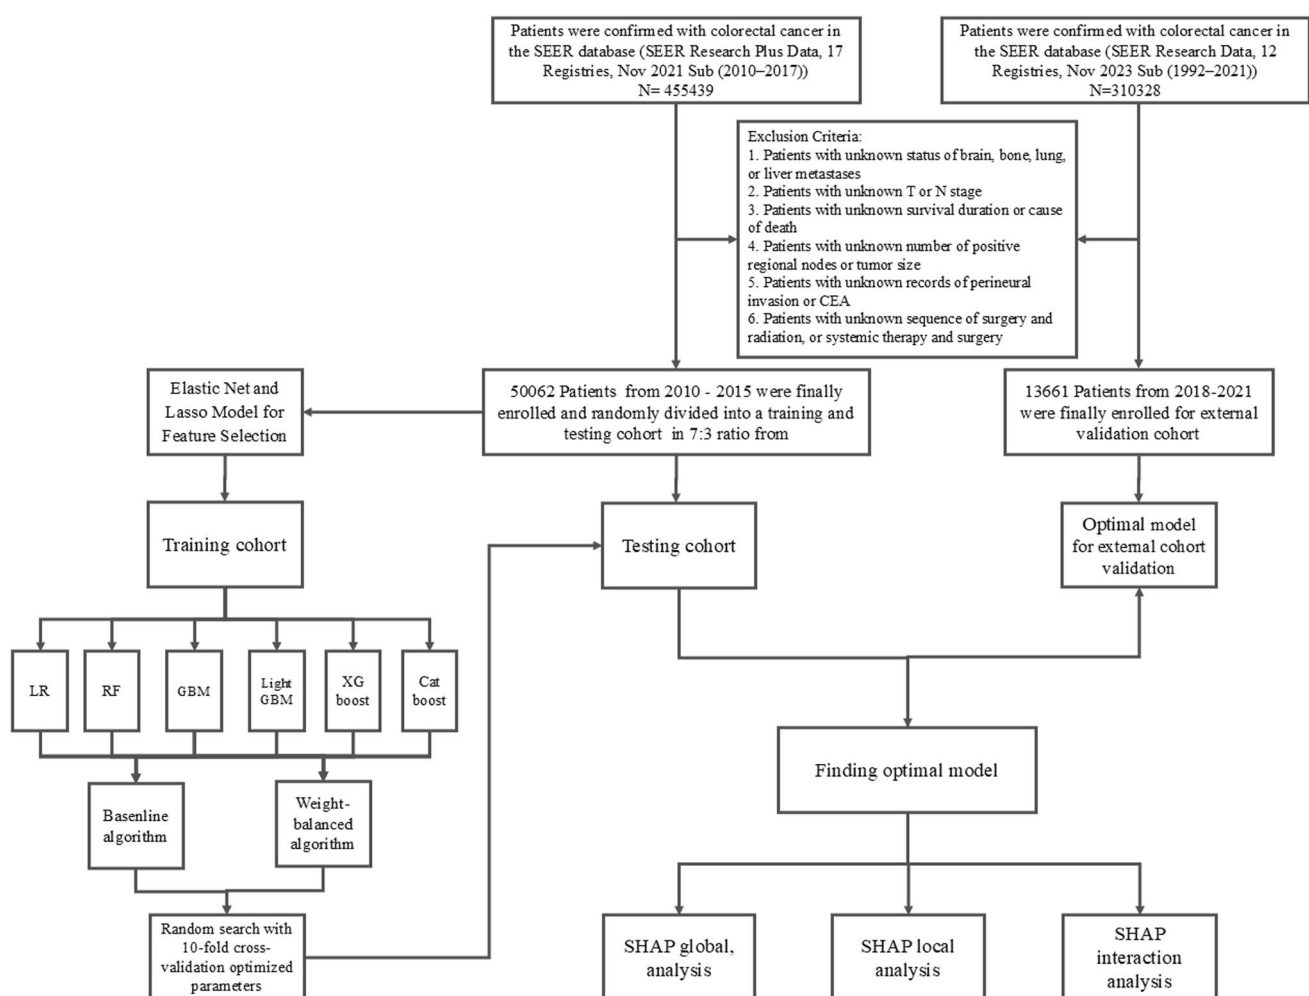 Patients were confirmed with colorectal cancer in
the SEER database (SEER Research Plus Data, 17
Registries, Nov 2021 Sub (2010–2017))
N= 455439
Patients were confirmed with colorectal cancer in
the SEER database (SEER Research Data, 12
Registries, Nov 2023 Sub (1992–2021))
N=310328
Exclusion Criteria:
1. Patients with unknown status of brain, bone, lung,
or liver metastases
2. Patients with unknown T or N stage
3. Patients with unknown survival duration or cause
of death
4. Patients with unknown number of positive
regional nodes or tumor size
5. Patients with unknown records of perineural
invasion or CEA
6. Patients with unknown sequence of surgery and
radiation, or systemic therapy and surgery
Elastic Net and
Lasso Model for
Feature Selection
50062 Patients from 2010 - 2015 were finally
enrolled and randomly divided into a training and
testing cohort in 7:3 ratio from
13661 Patients from 2018-2021
were finally enrolled for external
validation cohort
Training cohort
Testing cohort
Optimal model
for external cohort
validation
LR
RF
GBM
Light
GBM
XG
boost
Cat
boost
Basenline
algorithm
Weight-
balanced
algorithm
Finding optimal model
Random search with
10-fold cross-
validation optimized
parameters
SHAP global,
analysis
SHAP local
analysis
SHAP
interaction
analysis